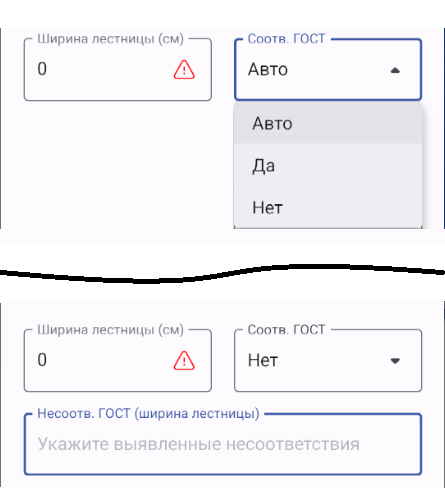 Ширина лестницы (см)
Соотв. ГОСТ
0
Авто
Авто
Да
Нет
Ширина лестницы (см)
Соотв. ГОСТ
0
Нет
Несоотв. ГОСТ (ширина лестницы)
Укажите выявленные несоответствия